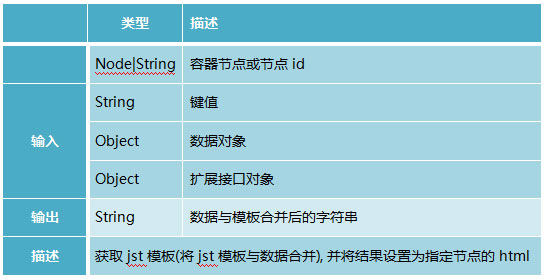 类型 描述
Node|String 容器节点或节点 id
输入 String 键值
Object 数据对象
Object 扩展接口对象
输出 String 数据与模板合并后的字符串
描述 获取 jst 模板(将 jst 模板与数据合并), 并将结果设置为指定节点的 html